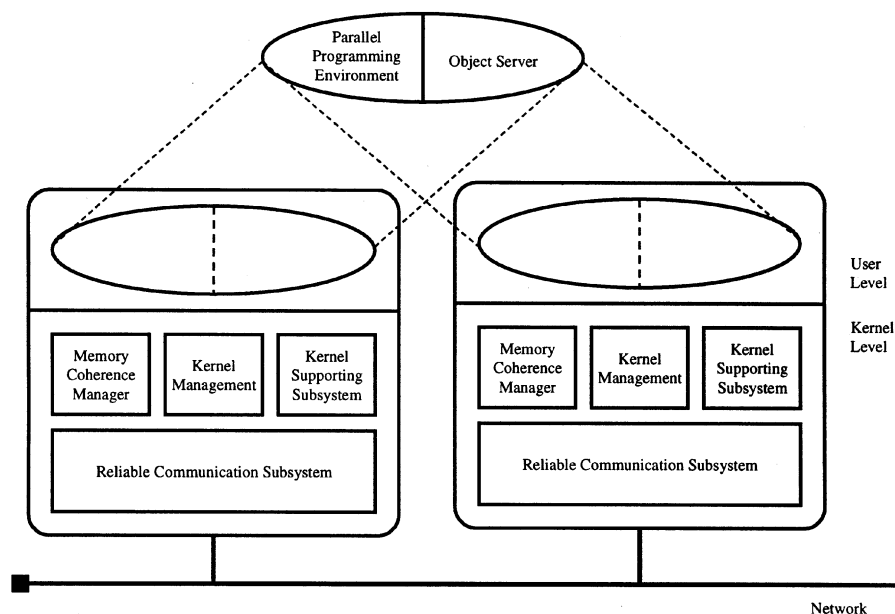 Parallel
Programming
Environment
Object Server
User
Level
Kernel
Level
Memory
Coherence
Manager
Kernel
Management
Kernel
Supporting
Subsystem
Reliable Communication Subsystem
Memory
Coherence
Manager
Kernel
Management
Kernel
Supporting
Subsystem
Reliable Communication Subsystem
Network